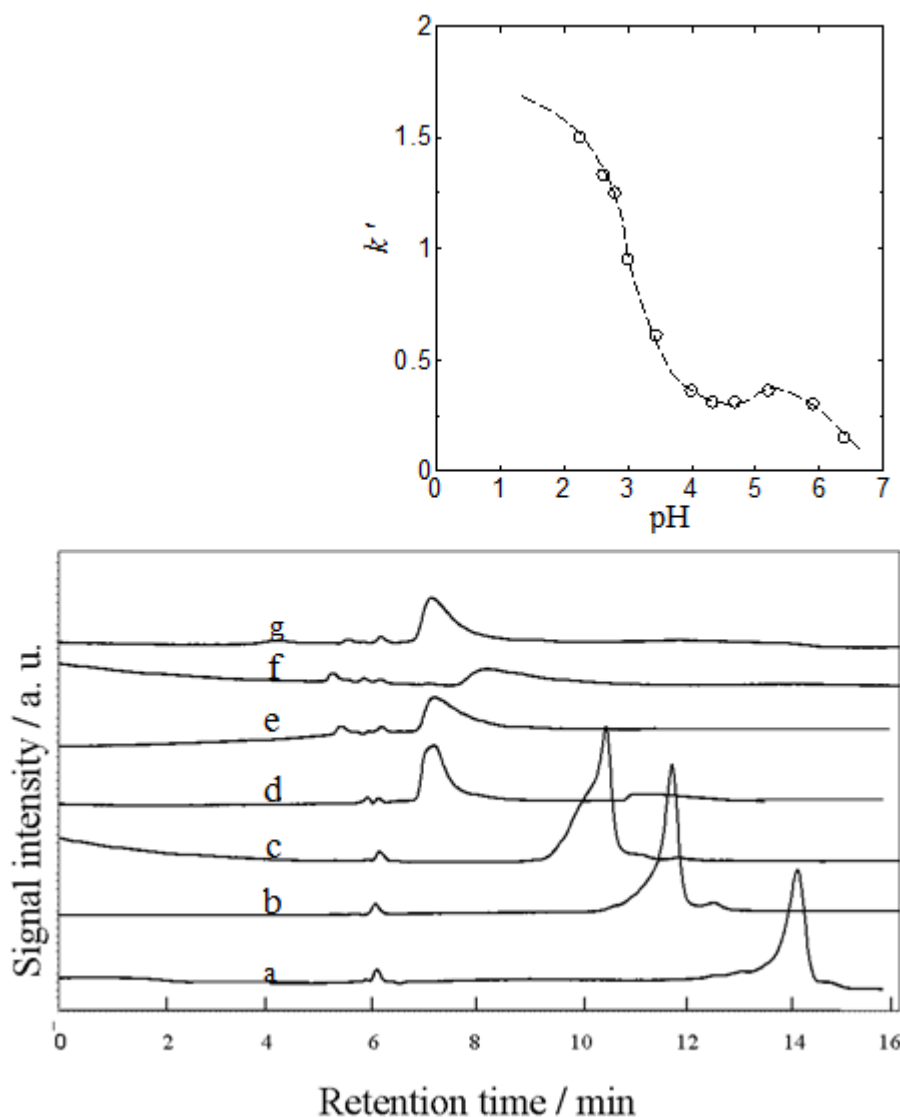 2
1.5
1
0.5
0
k '
0 1 2 3 4 5 6 7
pH
g
f
e
d
c
b
a
Signal intensity / a. u.
0 2 4 6 8 10 12 14 16
Retention time / min